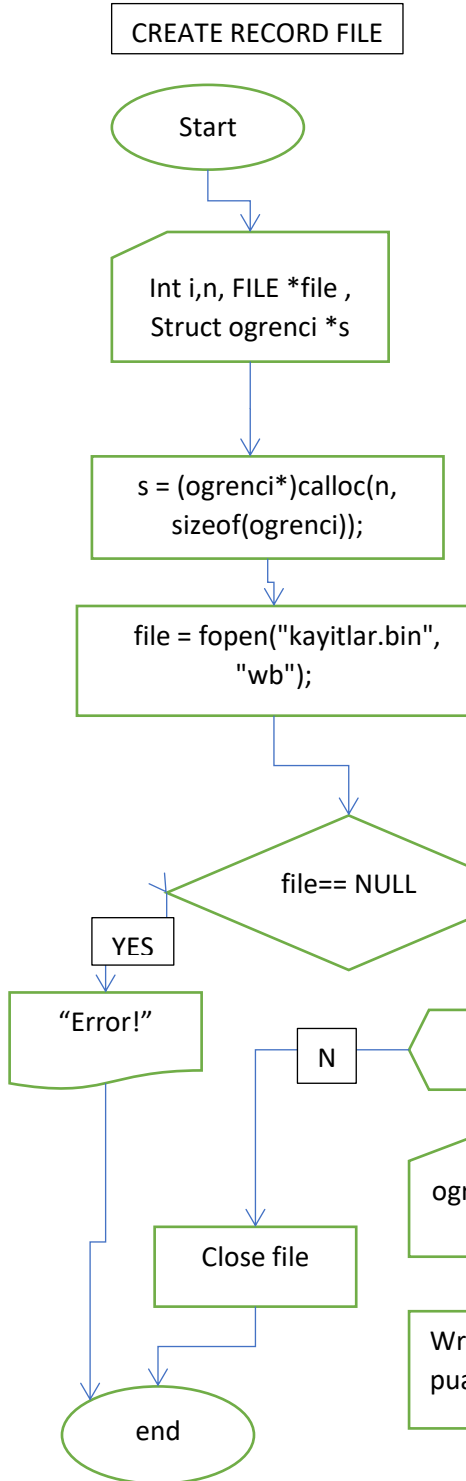 CREATE RECORD FILE
Start
Int i,n, FILE *file ,
Struct ogrenci *s
s = (ogrenci*)calloc(n,
sizeof(ogrenci));
file = fopen("kayitlar.bin",
"wb");
file== NULL
YES
“Error!”
N
Close file
end